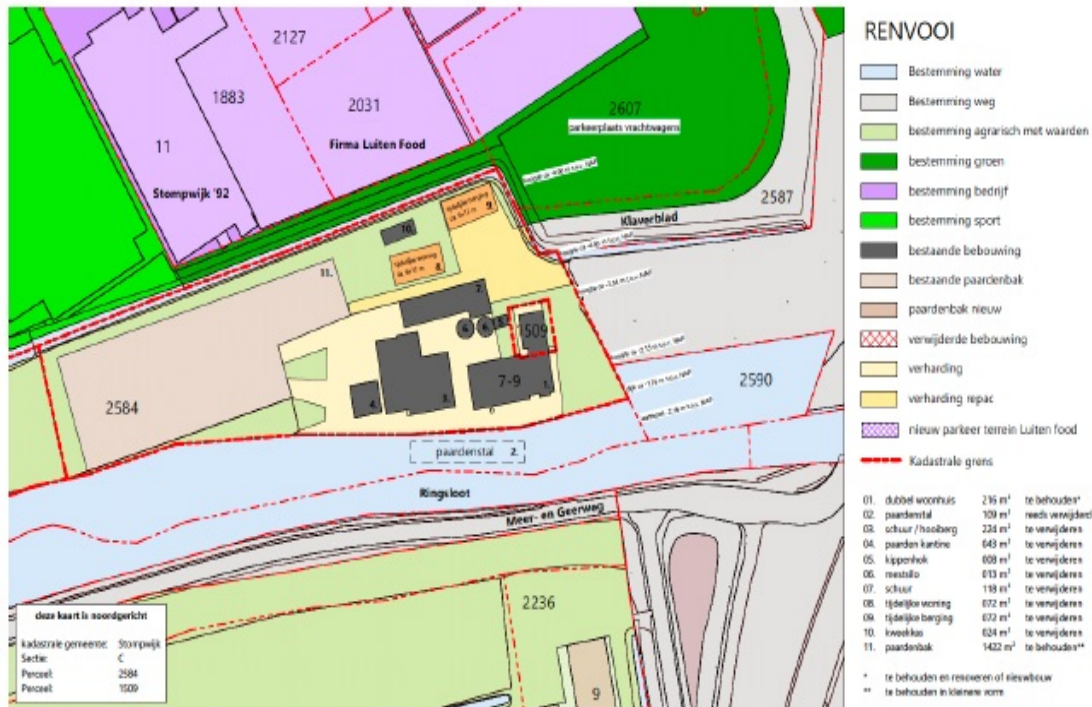 RENVOOI
Bestemming water
Bestemming weg
bestemming agrarisch met waarden
bestemming groen
bestemming bedrijf
bestemming sport
bestaande bebouwing
bestaande paardenbak
paardenbak nieuw
verwijderde bebouwing
verharding
verharding repac
nieuw parkeer terrein Luiten food
Kadastrale grens
01. dubbel woonhuis 216 m² te behouden*
02. paardenstal 109 m² reeds verwijderd
03. schuur / hooiberg 224 m² te verwijderen
04. paarden kantine 043 m² te verwijderen
05. kippenhok 008 m² te verwijderen
06. mestsilo 013 m² te verwijderen
07. schuur 118 m² te verwijderen
08. tijdelijke woning 072 m² te verwijderen
09. tijdelijke berging 072 m² te verwijderen
10. kweekkas 024 m² te verwijderen
11. paardenbak 1422 m² te behouden**
* te behouden en renoveren of nieuwbouw
** te behouden in kleinere vorm
2127
1883
2031
11
Firma Luiten Food
Stompwijk '92
2607
parkeerplaats vrachtwagens
2587
Klaverblad
10.
9.
8.
11.
1509
7-9
1.
3.
4.
2584
2590
paardenstal 2.
Ringsloot
Meer- en Geerweg
2236
9
deze kaart is noordgericht
kadastrale gemeente: Stompwijk
Sectie: C
Perceel: 2584
Perceel: 1509